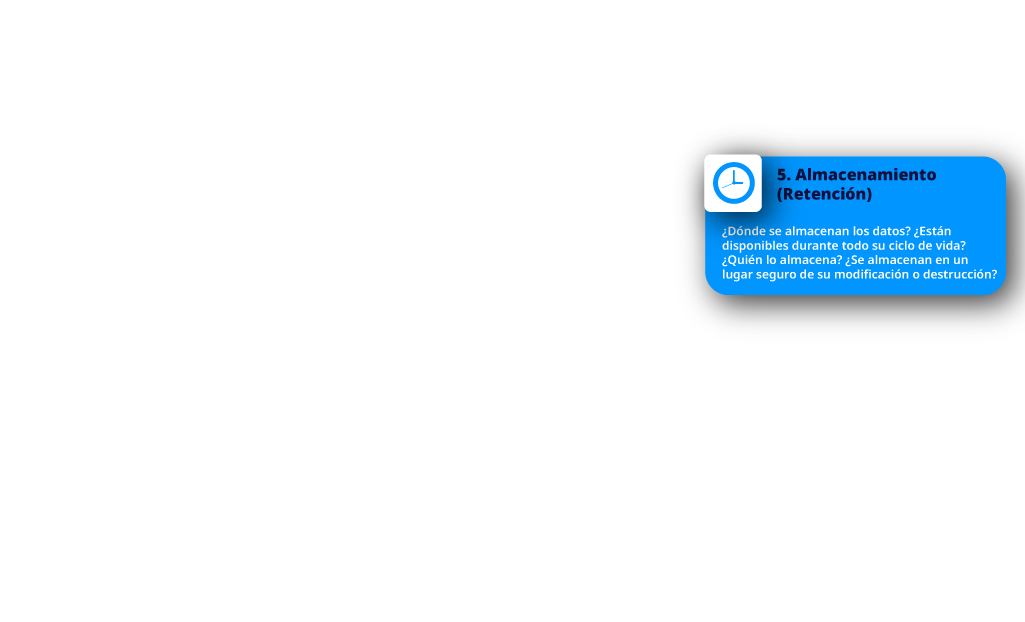 5. Almacenamiento
(Retención)
¿Dónde se almacenan los datos? ¿Están
disponibles durante todo su ciclo de vida?
¿Quién lo almacena? ¿Se almacenan en un
lugar seguro de su modificación o destrucción?